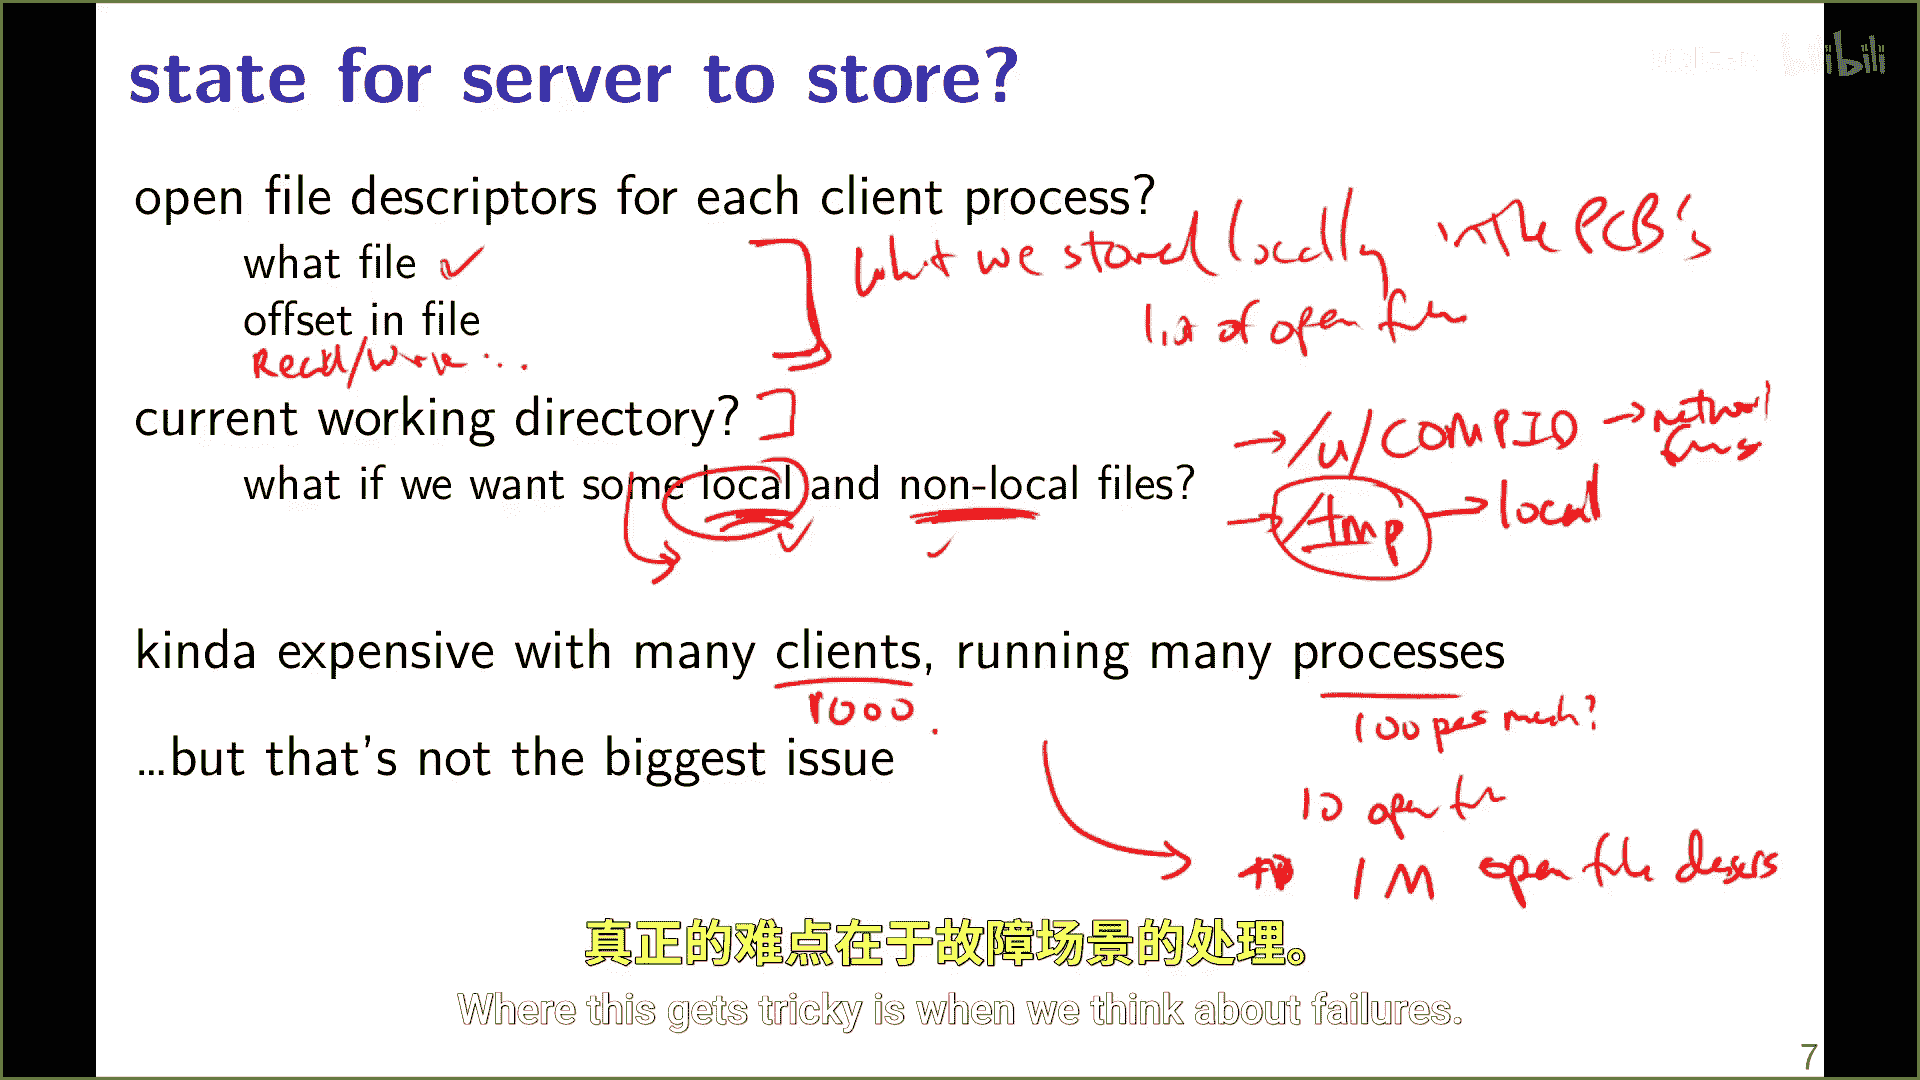 state for server to store?
bilibili
open file descriptors for each client process?
what file ✓
what we stored locally in the PCB's
offset in file
list of open files
Read/Write ...
current working directory?
→ /u/COMPID → network
what if we want some local and non-local files?
→ /tmp → local
kinda expensive with many clients, running many processes
1000
100 per mach?
...but that's not the biggest issue
10 open
1M open file descrs
真正的难点在于故障场景的处理。
Where this gets tricky is when we think about failures.
7